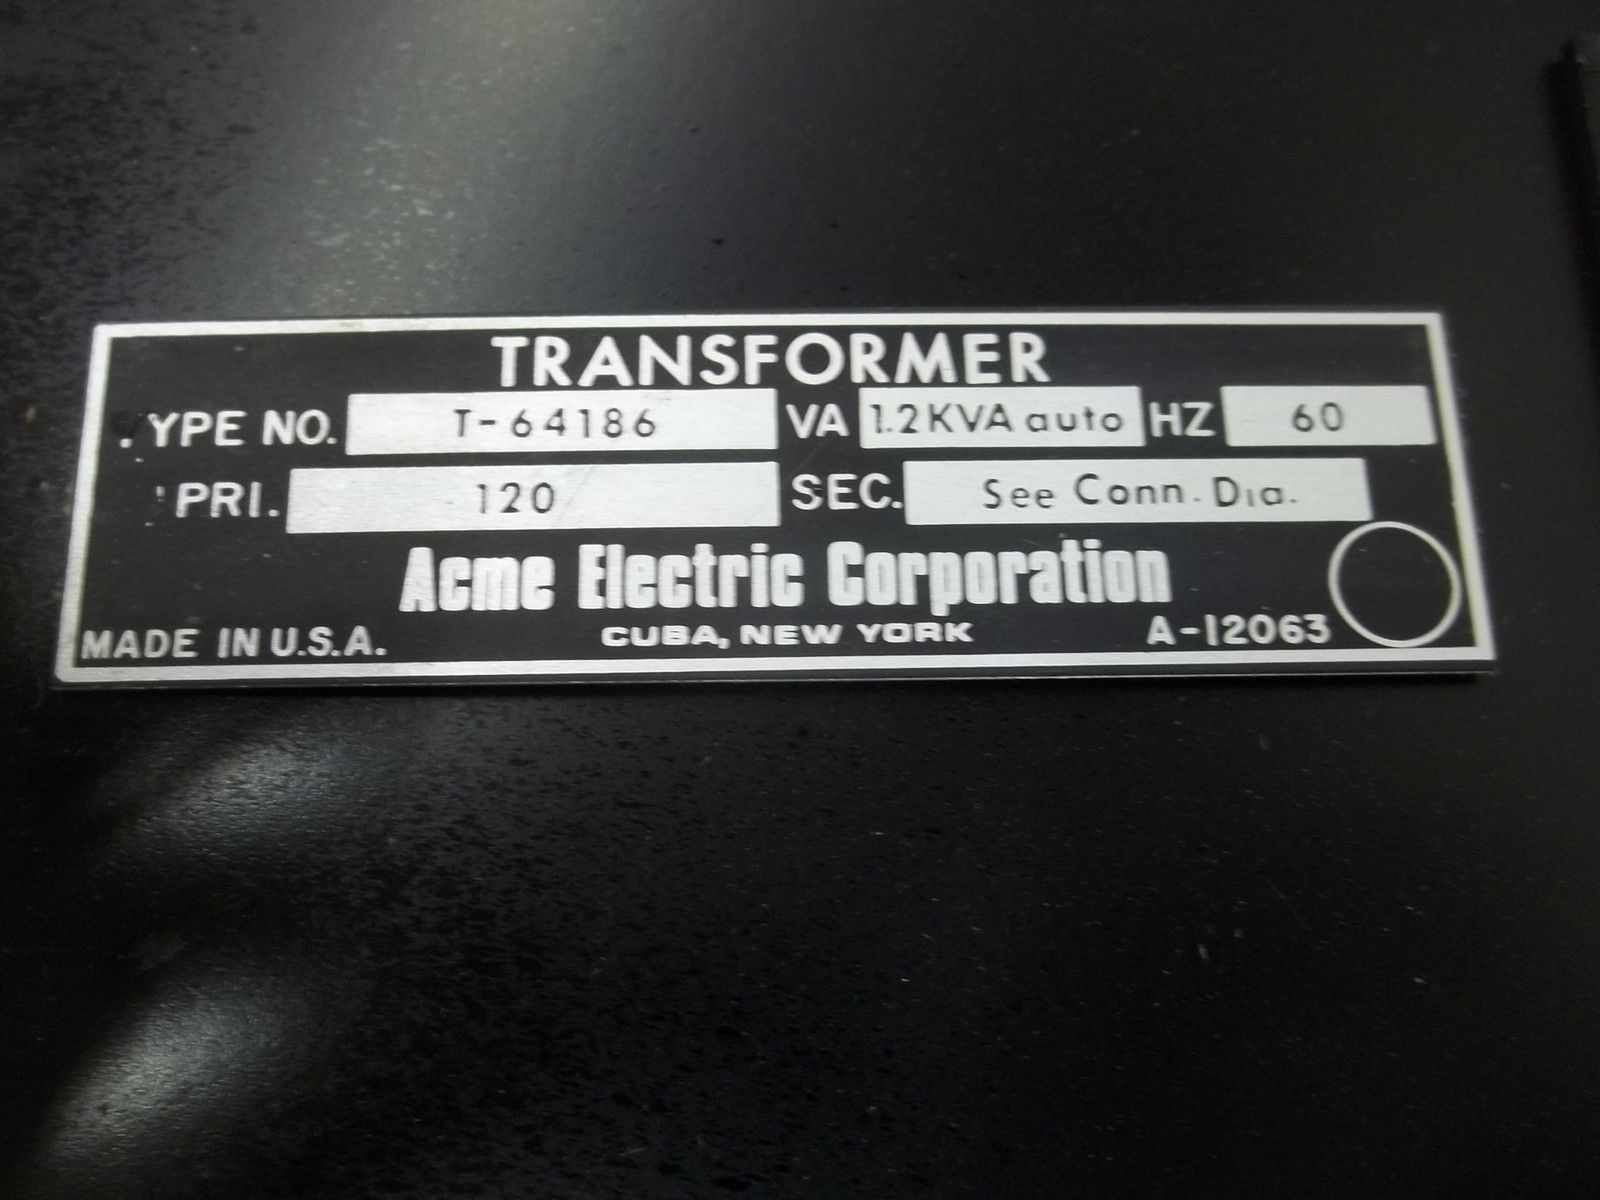 TRANSFORMER
YPE NO. T-64186 VA 1.2KVA auto HZ 60
PRI. 120 SEC. See Conn. Dia.
Acme Electric Corporation
CUBA, NEW YORK
MADE IN U.S.A. A-12063